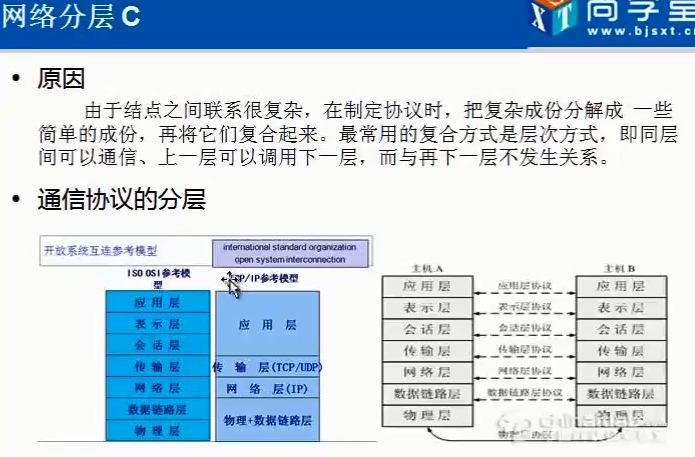 网络分层 C
尚学堂
www.bjsxt.c
• 原因
由于结点之间联系很复杂，在制定协议时，把复杂成份分解成 一些
简单的成份，再将它们复合起来。最常用的复合方式是层次方式，即同层
间可以通信、上一层可以调用下一层，而与再下一层不发生关系。
• 通信协议的分层
开放系统互连参考模型
international standard organization
open system interconnection
ISO OSI参考模
型
应 用 层
表 示 层
会 话 层
传 输 层
网 络 层
数据链路层
物 理 层
P/IP参考模型
应 用 层
传 输 层(TCP/UDP)
网 络 层(IP)
物理+数据链路层
主机 A
主机 B
应 用 层
应用层协议
应 用 层
表 示 层
表示层协议
表 示 层
会 话 层
会话层协议
会 话 层
传 输 层
传输层协议
传 输 层
网 络 层
网络层协议
网 络 层
数据链路层
数据链路层协议
数据链路层
物 理 层
物 理 层